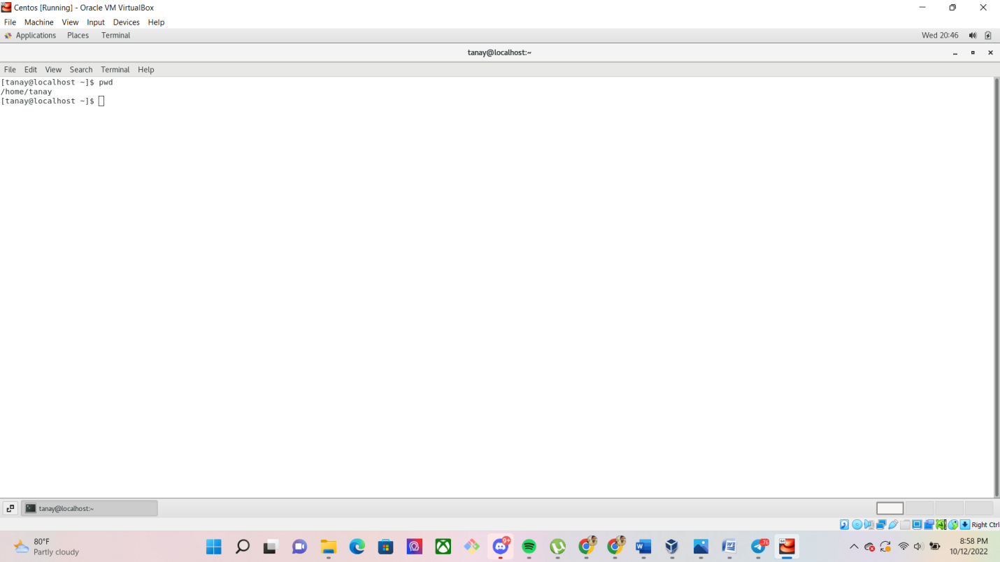 Centos [Running] - Oracle VM VirtualBox
File Machine View Input Devices Help
Applications Places Terminal Wed 20:46
tanay@localhost:~
File Edit View Search Terminal Help
[tanay@localhost ~]$ pwd
/home/tanay
[tanay@localhost ~]$
tanay@localhost:~
Right Ctrl
80°F
Partly cloudy
9+
76
8:58 PM
10/12/2022